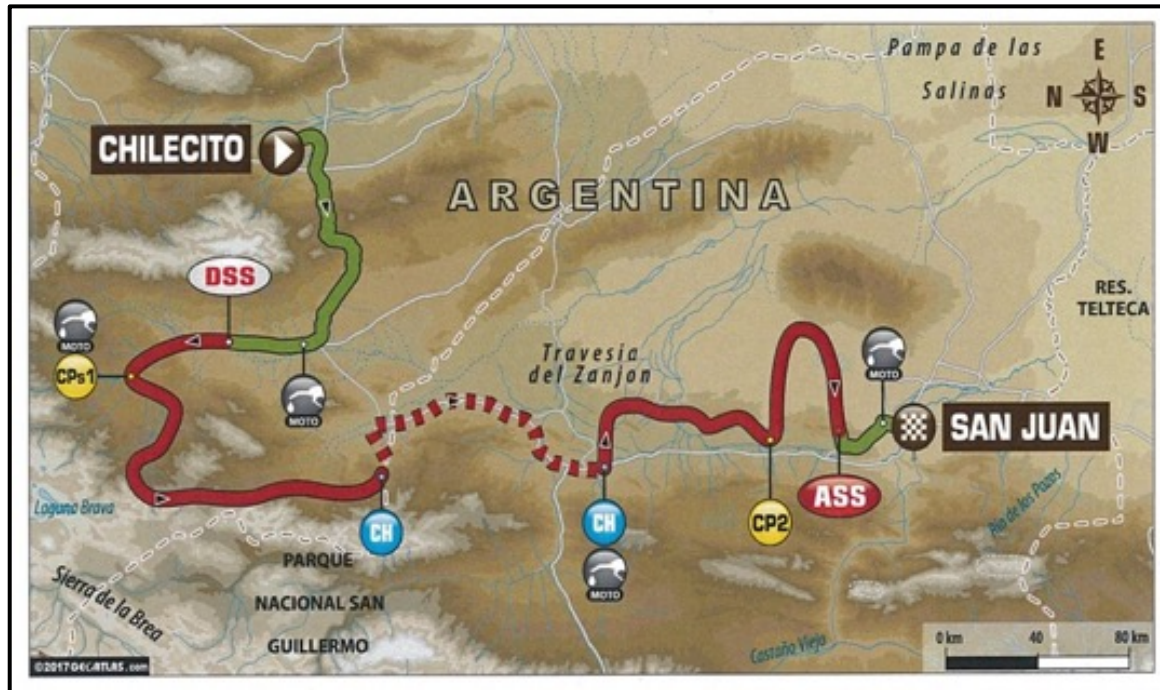 Pampa de las
Salinas
E
N
S
W
CHILECITO
ARGENTINA
DSS
RES.
TELTECA
MOTO
CPs1
MOTO
Travesia
del Zanjon
MOTO
SAN JUAN
ASS
CH
CH
CP2
MOTO
Laguna Brava
Sierra de la Brea
PARQUE
NACIONAL SAN
GUILLERMO
Rio de los Pozos
Castaño Viejo
0 km
40
80 km
©2017 GEOATLAS.com